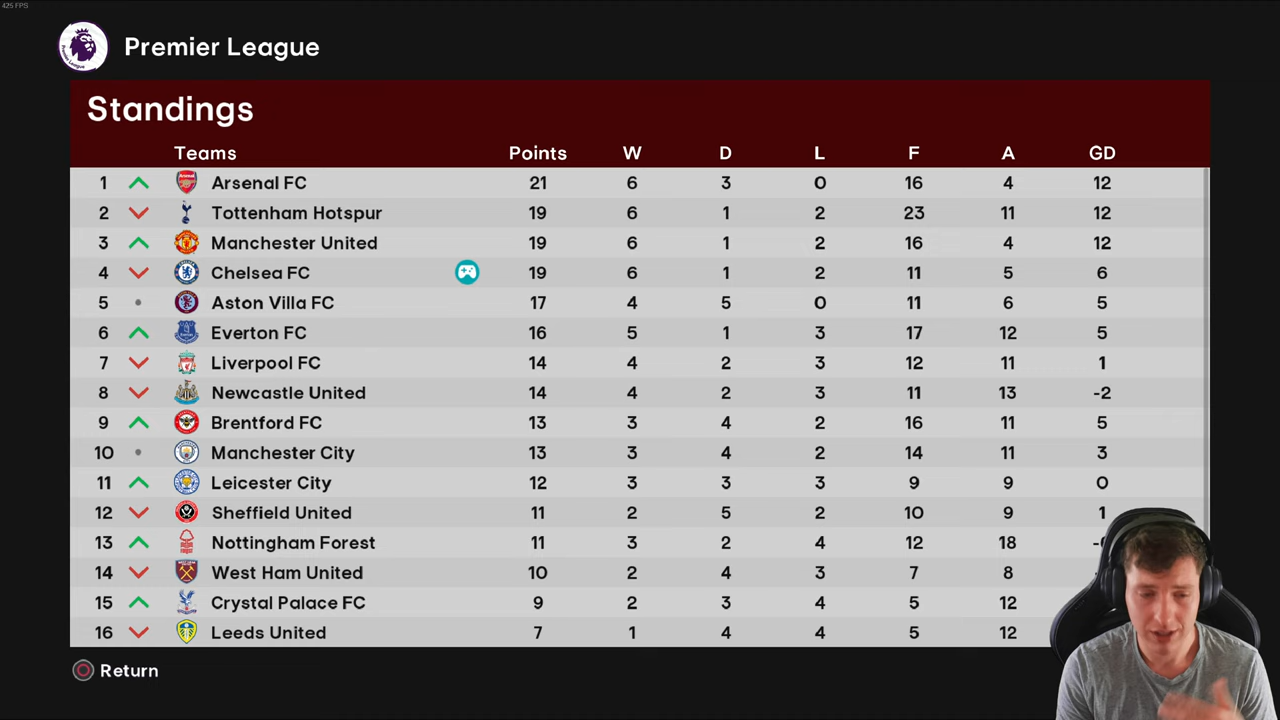 425 FPS
Premier League
Standings
Teams Points W D L F A GD
1 Arsenal FC 21 6 3 0 16 4 12
2 Tottenham Hotspur 19 6 1 2 23 11 12
3 Manchester United 19 6 1 2 16 4 12
4 Chelsea FC 19 6 1 2 11 5 6
5 Aston Villa FC 17 4 5 0 11 6 5
6 Everton FC 16 5 1 3 17 12 5
7 Liverpool FC 14 4 2 3 12 11 1
8 Newcastle United 14 4 2 3 11 13 -2
9 Brentford FC 13 3 4 2 16 11 5
10 Manchester City 13 3 4 2 14 11 3
11 Leicester City 12 3 3 3 9 9 0
12 Sheffield United 11 2 5 2 10 9 1
13 Nottingham Forest 11 3 2 4 12 18
14 West Ham United 10 2 4 3 7 8
15 Crystal Palace FC 9 2 3 4 5 12
16 Leeds United 7 1 4 4 5 12
Return